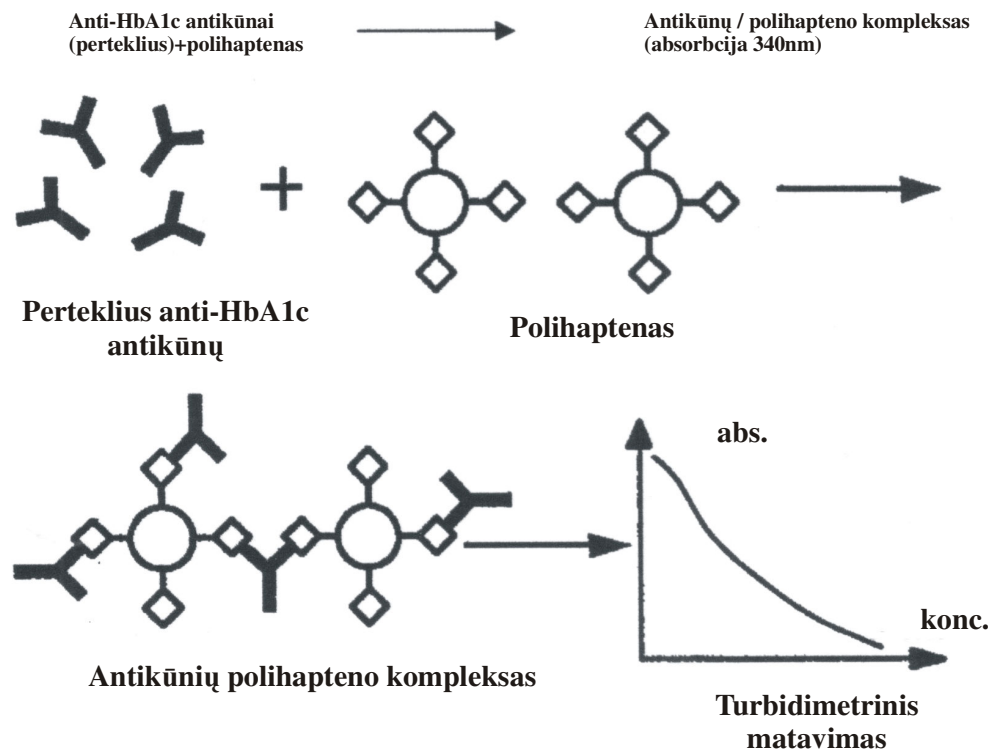 Anti-HbA1c antikūnai
(perteklius)+polihaptenas
Antikūnų / polihapteno kompleksas
(absorbcija 340nm)
Perteklius anti-HbA1c
antikūnų
Polihaptenas
abs.
konc.
Antikūnių polihapteno kompleksas
Turbidimetrinis
matavimas